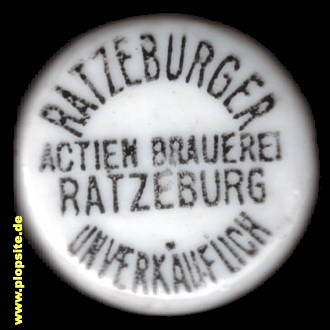 RATZEBURGER
ACTIEN BRAUEREI
RATZEBURG
UNVERKÄUFLICH
www.plopsite.de